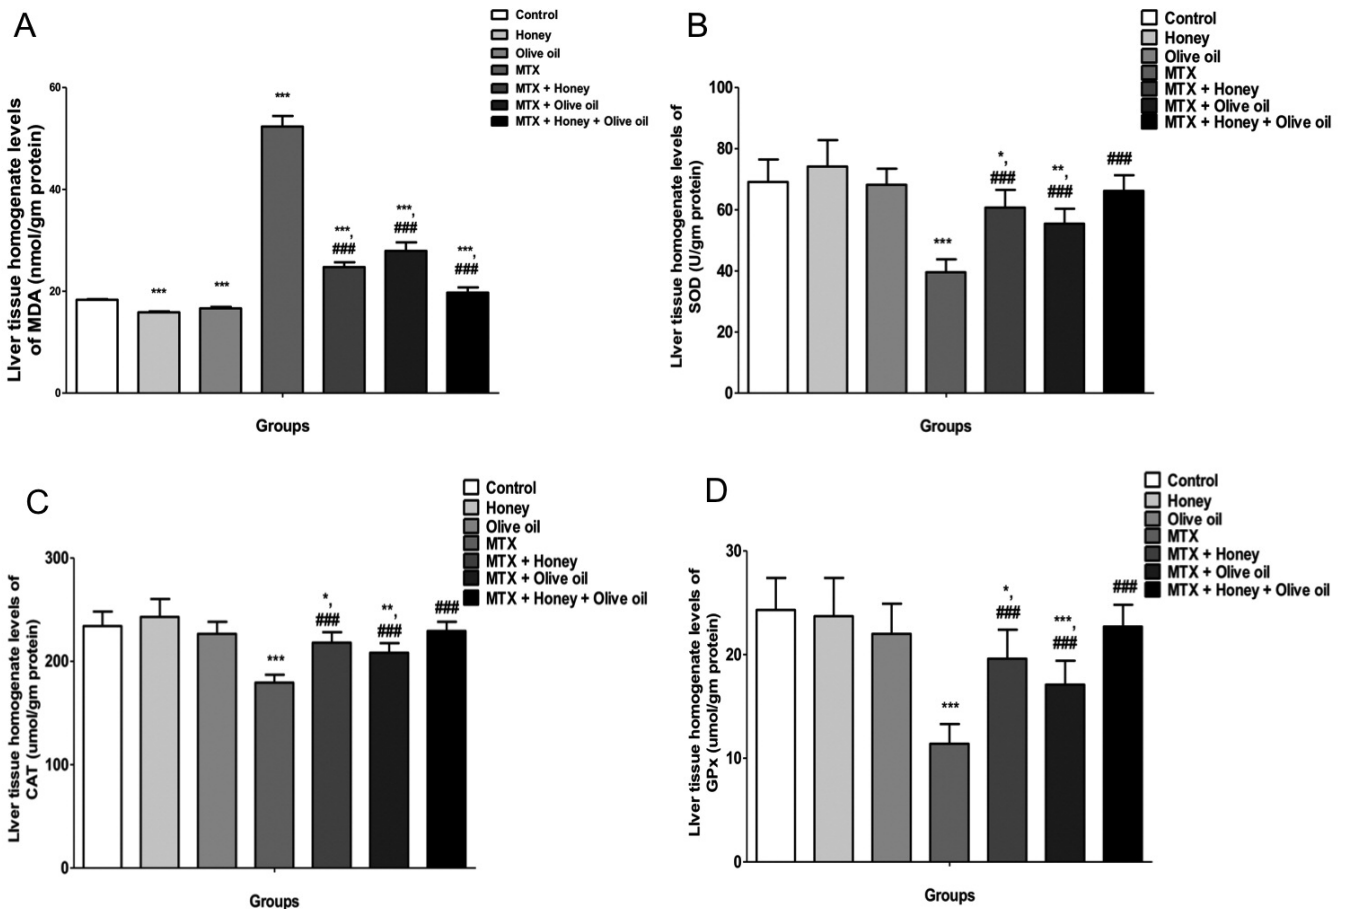 A
Control
Honey
Olive oil
MTX
MTX + Honey
MTX + Olive oil
MTX + Honey + Olive oil
Liver tissue homogenate levels
of MDA (nmol/gm protein)
60
40
20
0
***
***
***
***,
###
***,
###
***,
###
Groups
B
Control
Honey
Olive oil
MTX
MTX + Honey
MTX + Olive oil
MTX + Honey + Olive oil
Liver tissue homogenate levels of
SOD (U/gm protein)
100
80
60
40
20
0
***
*,
###
**,
###
###
Groups
C
Control
Honey
Olive oil
MTX
MTX + Honey
MTX + Olive oil
MTX + Honey + Olive oil
Liver tissue homogenate levels of
CAT (umol/gm protein)
300
200
100
0
***
*,
###
**,
###
###
Groups
D
Control
Honey
Olive oil
MTX
MTX + Honey
MTX + Olive oil
MTX + Honey + Olive oil
Liver tissue homogenate levels of
GPx (umol/gm protein)
30
20
10
0
***
*,
###
***,
###
###
Groups